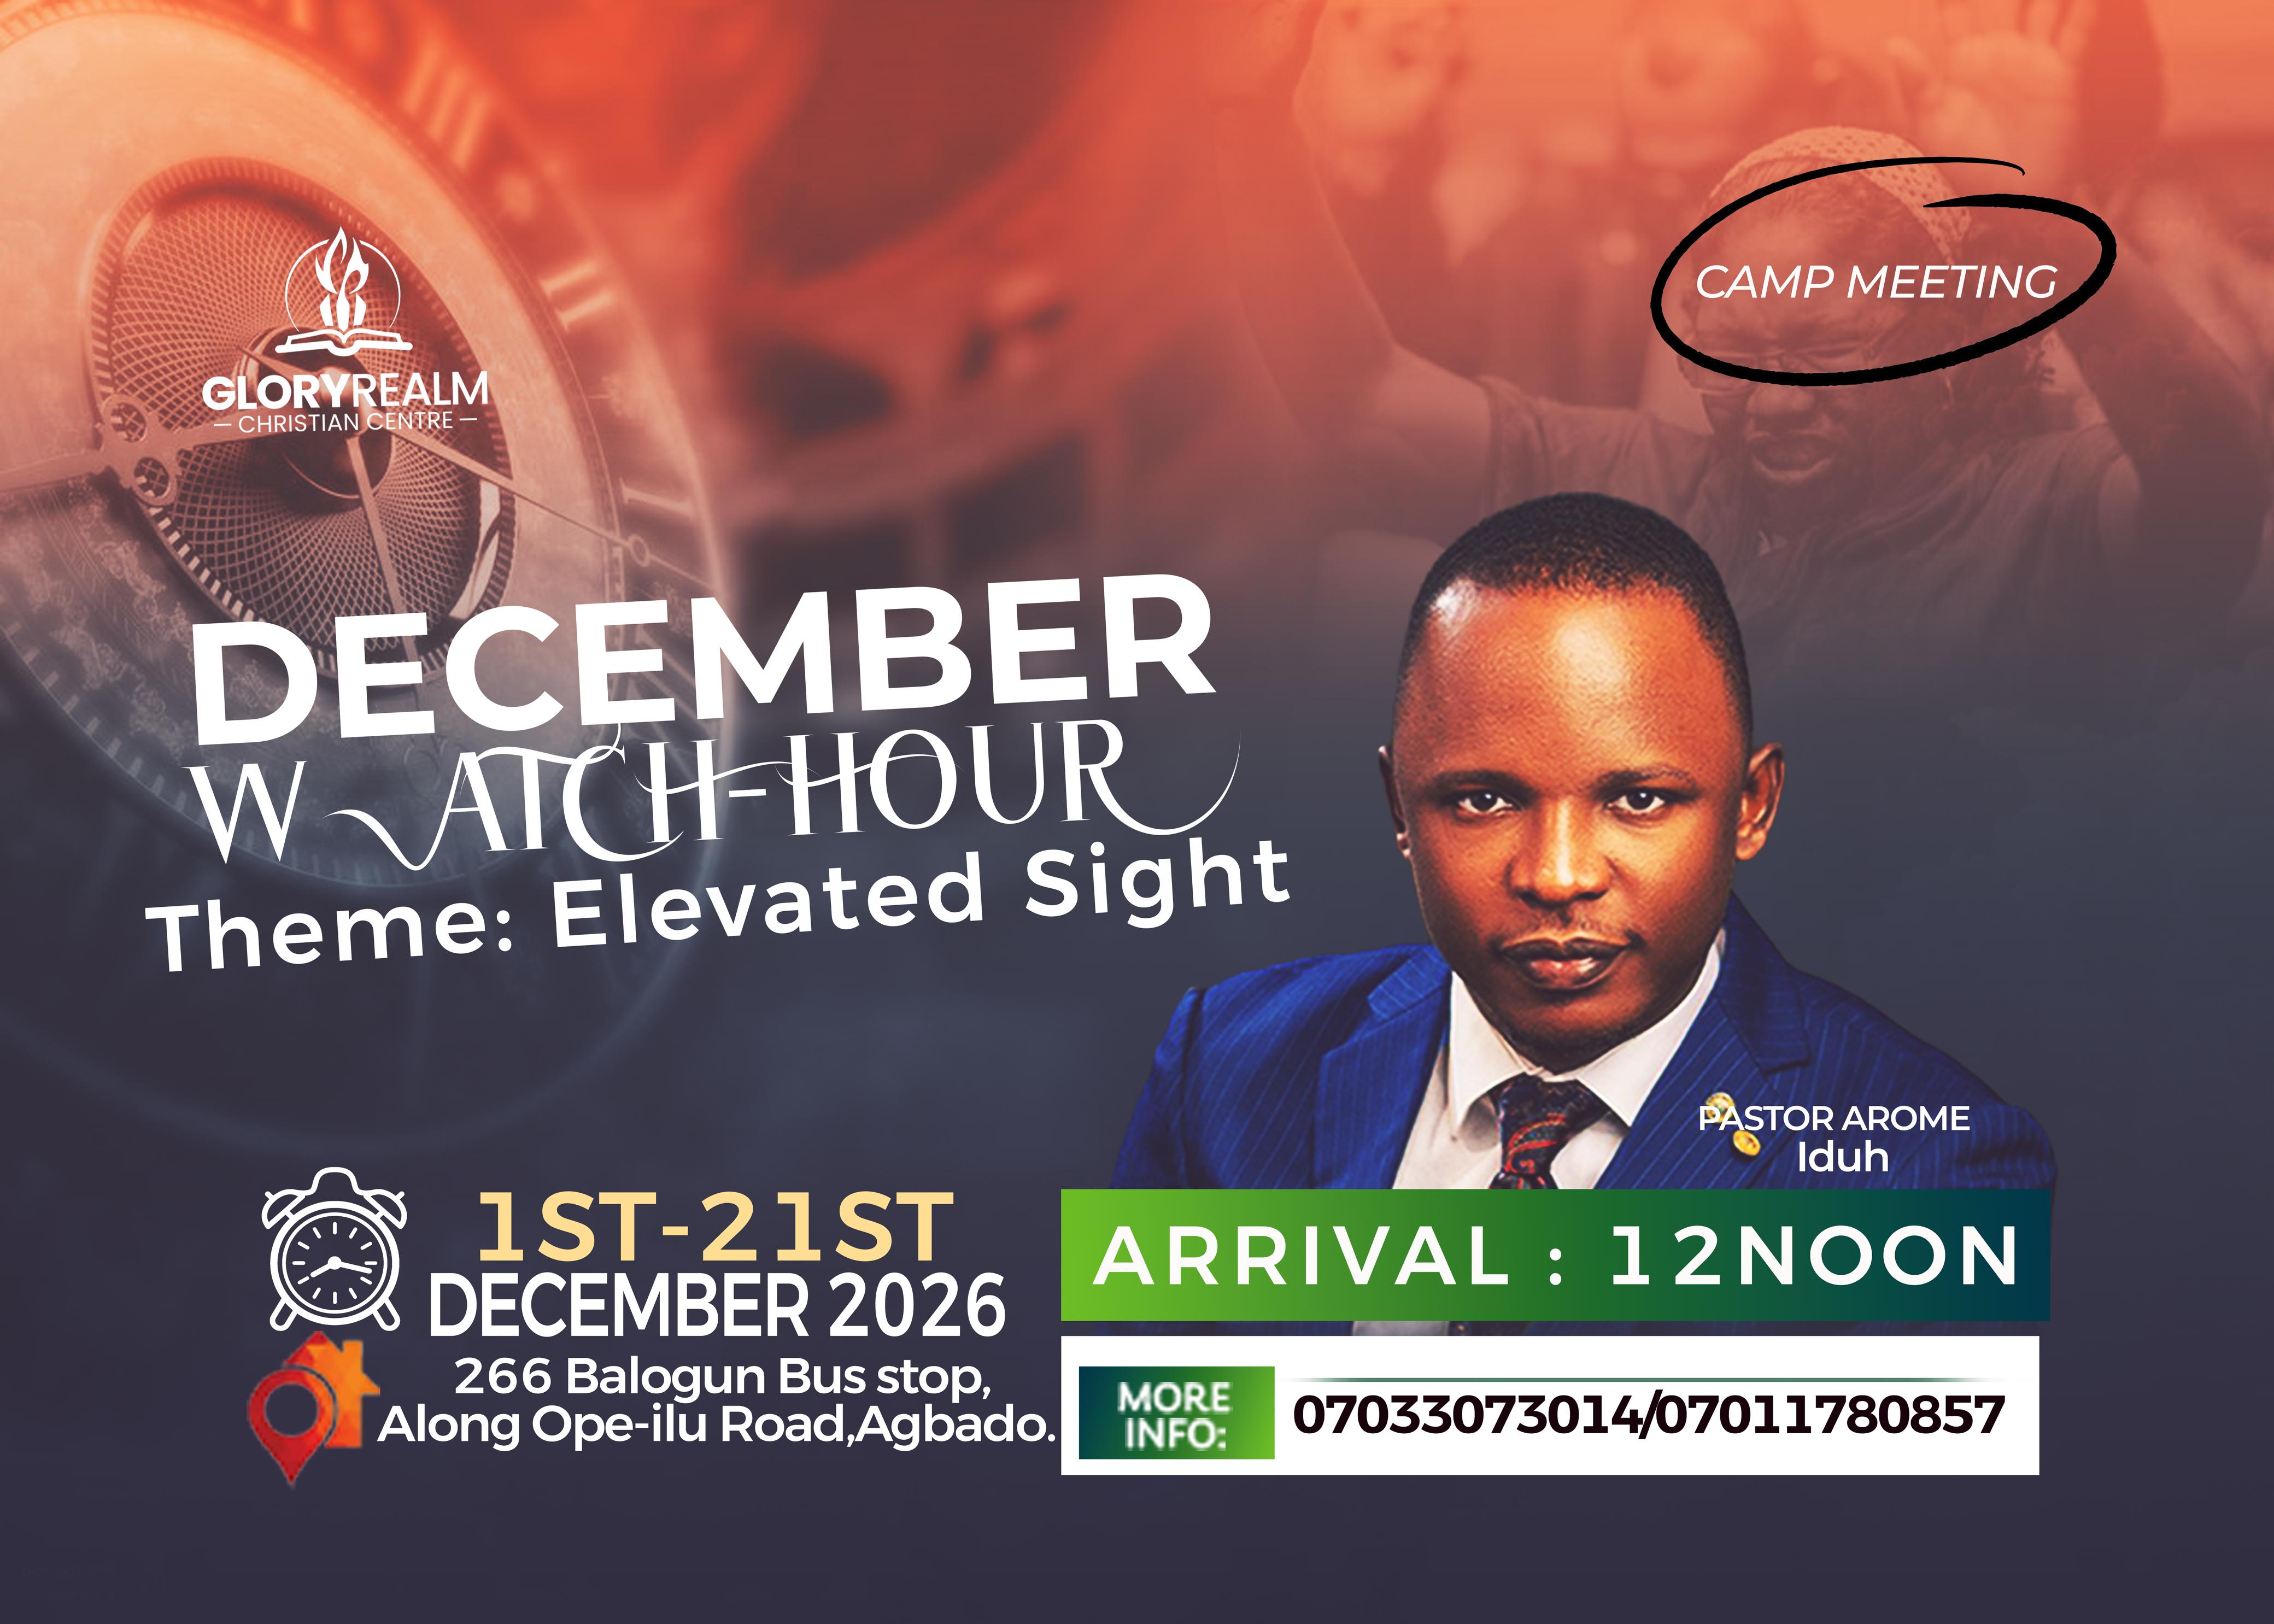 GLORYREALM
— CHRISTIAN CENTRE —
CAMP MEETING
DECEMBER
WATCH-HOUR
Theme: Elevated Sight
PASTOR AROME
Iduh
1ST-21ST
DECEMBER 2026
266 Balogun Bus stop,
Along Ope-ilu Road,Agbado.
ARRIVAL : 12NOON
MORE
INFO:
07033073014/07011780857